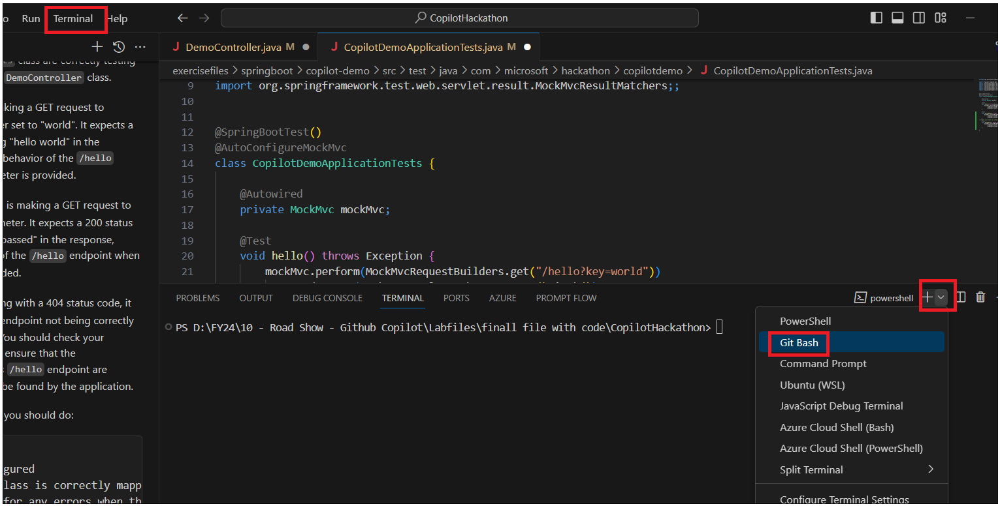 Run Terminal Help
CopilotHackathon
DemoController.java M
CopilotDemoApplicationTests.java M
class are correctly testing
DemoController class.
king a GET request to
r set to "world". It expects a
g "hello world" in the
behavior of the /hello
eter is provided.
is making a GET request to
neter. It expects a 200 status
passed" in the response,
of the /hello endpoint when
ded.
ng with a 404 status code, it
endpoint not being correctly
You should check your
ensure that the
/hello endpoint are
be found by the application.
you should do:
gured
lass is correctly mapp
for any errors when th
exercisefiles > springboot > copilot-demo > src > test > java > com > microsoft > hackathon > copilotdemo > CopilotDemoApplicationTests.java
9 import org.springframework.test.web.servlet.result.MockMvcResultMatchers;;
10
11
12 @SpringBootTest()
13 @AutoConfigureMockMvc
14 class CopilotDemoApplicationTests {
15
16 @Autowired
17 private MockMvc mockMvc;
18
19 @Test
20 void hello() throws Exception {
21 mockMvc.perform(MockMvcRequestBuilders.get("/hello?key=world"))
PROBLEMS OUTPUT DEBUG CONSOLE TERMINAL PORTS AZURE PROMPT FLOW
powershell
PS D:\FY24\10 - Road Show - Github Copilot\Labfiles\finall file with code\CopilotHackathon>
PowerShell
Git Bash
Command Prompt
Ubuntu (WSL)
JavaScript Debug Terminal
Azure Cloud Shell (Bash)
Azure Cloud Shell (PowerShell)
Split Terminal
Configure Terminal Settings